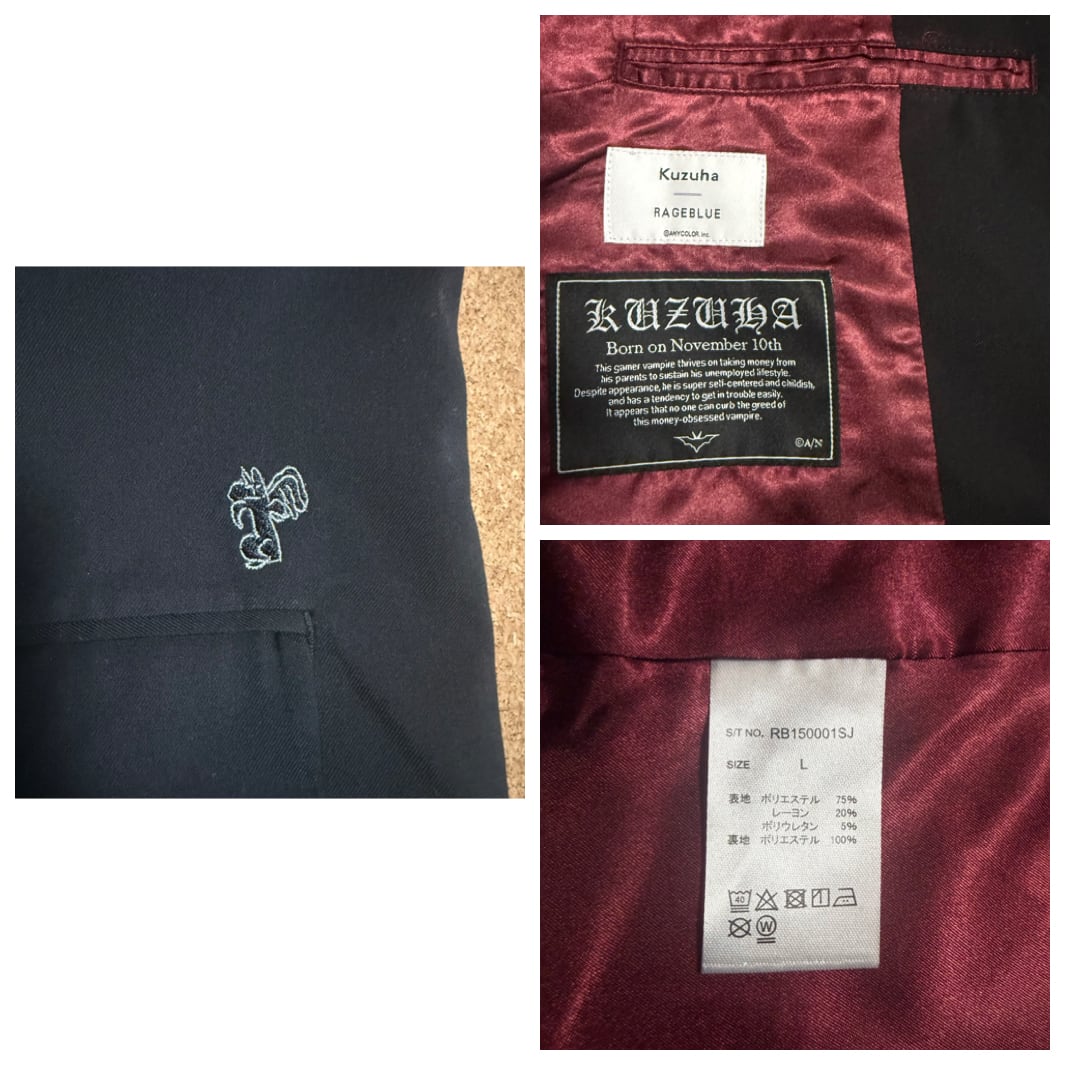 Kuzuha
RAGEBLUE
©ANYCOLOR, Inc.
KUZUHA
Born on November 10th
This gamer vampire thrives on taking money from
his parents to sustain his unemployed lifestyle.
Despite appearance, he is super self-centered and childish,
and has a tendency to get in trouble easily.
It appears that no one can curb the greed of
this money-obsessed vampire.
©A/N
S/T NO. RB150001SJ
SIZE L
表地 ポリエステル 75%
レーヨン 20%
ポリウレタン 5%
裏地 ポリエステル 100%
40
W